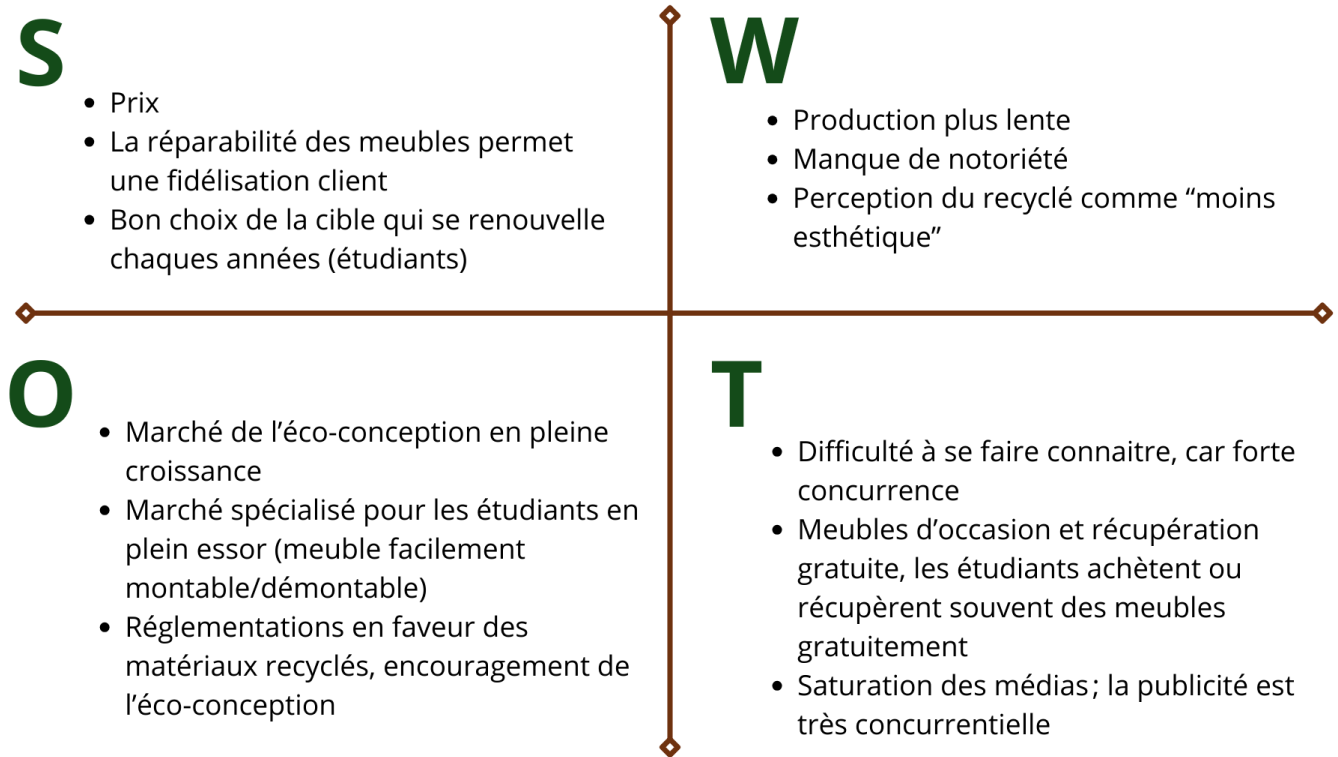 S
• Prix
• La réparabilité des meubles permet
une fidélisation client
• Bon choix de la cible qui se renouvelle
chaques années (étudiants)
W
• Production plus lente
• Manque de notoriété
• Perception du recyclé comme “moins
esthétique”
O
• Marché de l’éco-conception en pleine
croissance
• Marché spécialisé pour les étudiants en
plein essor (meuble facilement
montable/démontable)
• Réglementations en faveur des
matériaux recyclés, encouragement de
l’éco-conception
T
• Difficulté à se faire connaitre, car forte
concurrence
• Meubles d’occasion et récupération
gratuite, les étudiants achètent ou
récupèrent souvent des meubles
gratuitement
• Saturation des médias ; la publicité est
très concurrentielle